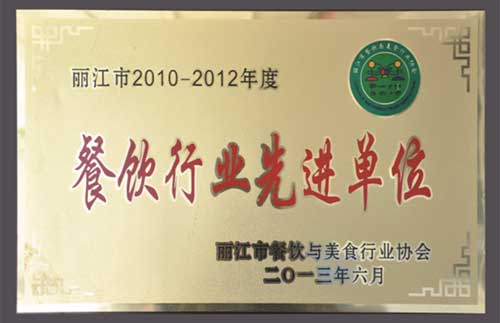 丽江市2010-2012年度
餐饮行业先进单位
丽江市餐饮与美食行业协会
二〇一三年六月